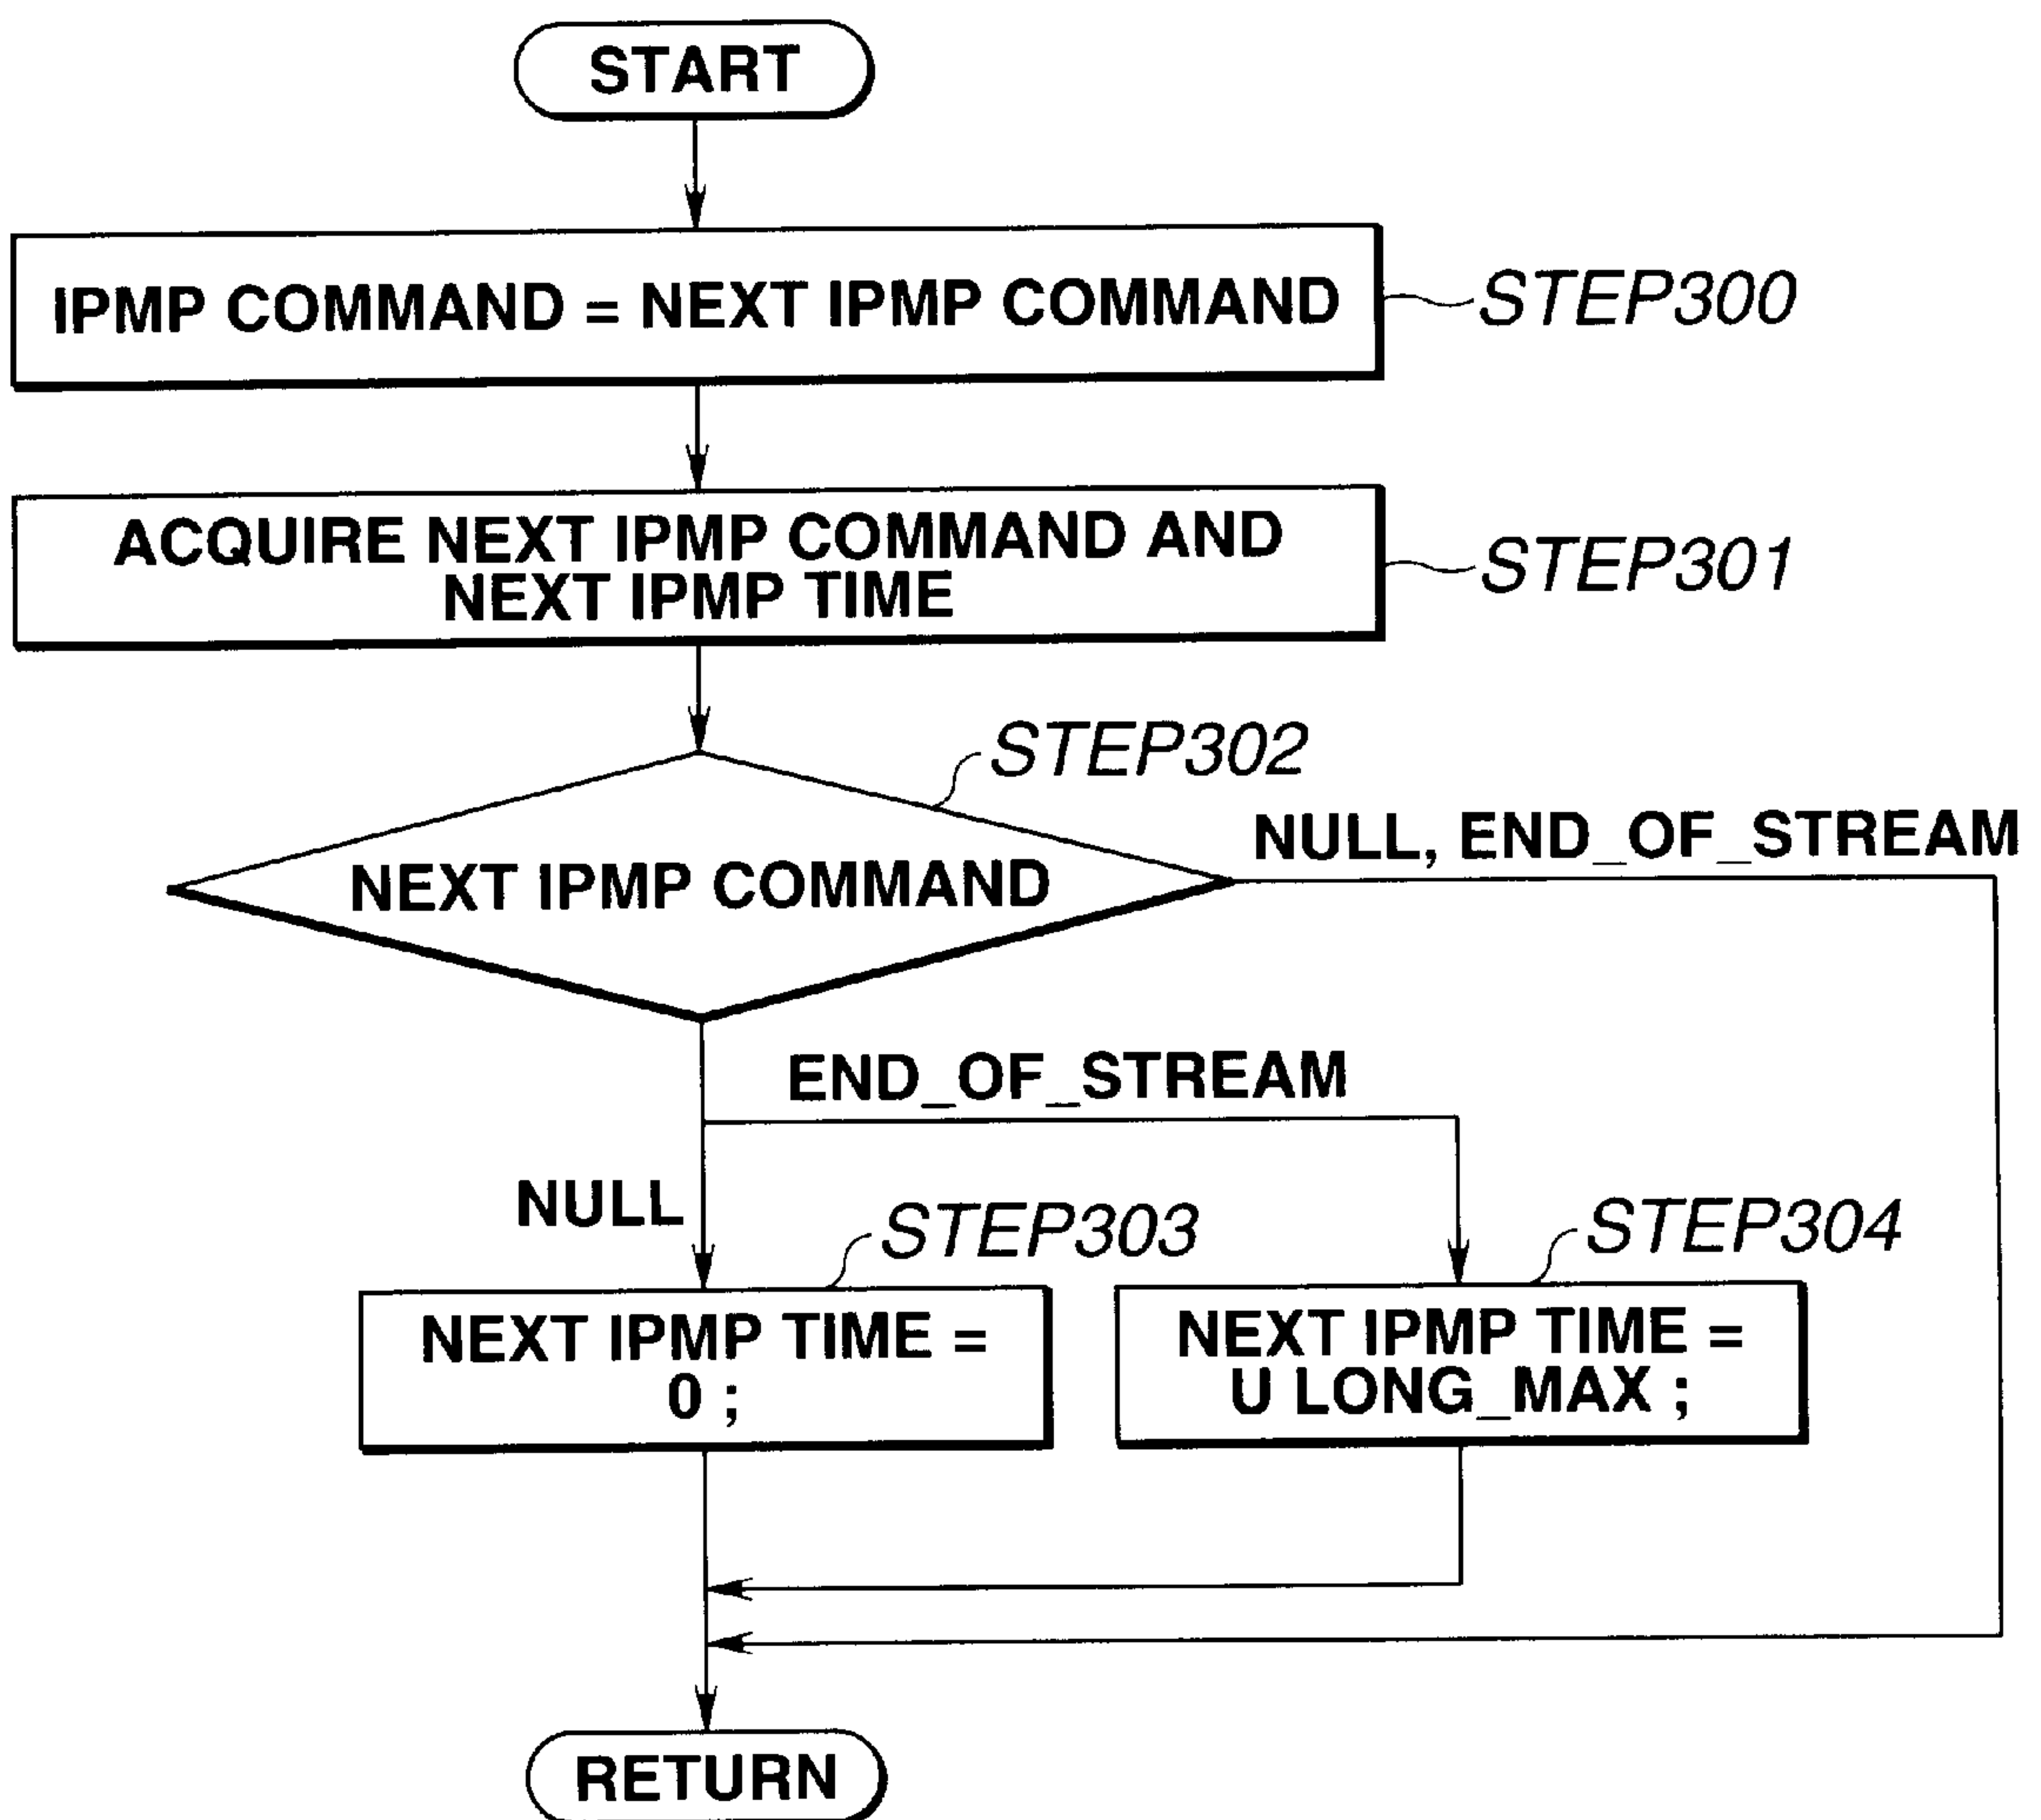 START
IPMP COMMAND = NEXT IPMP COMMAND
STEP300
ACQUIRE NEXT IPMP COMMAND AND
NEXT IPMP TIME
STEP301
STEP302
NEXT IPMP COMMAND
NULL, END_OF_STREAM
END_OF_STREAM
NULL
STEP303
STEP304
NEXT IPMP TIME =
0 ;
NEXT IPMP TIME =
U LONG_MAX ;
RETURN